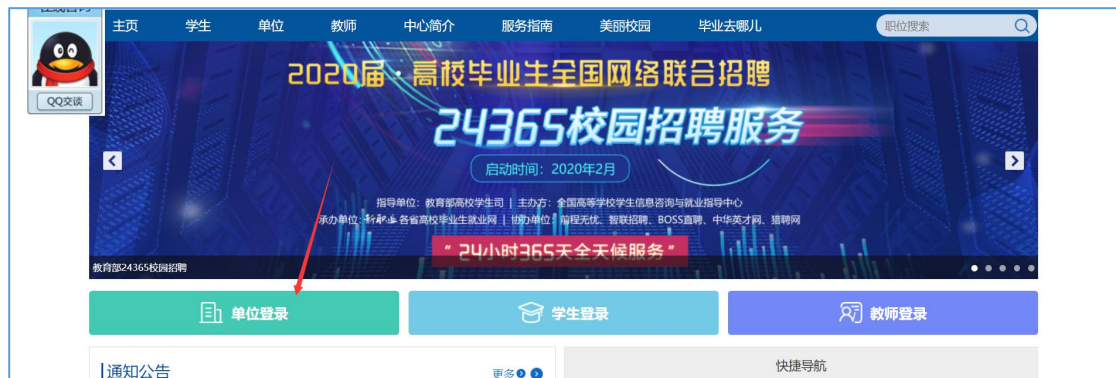 主页 学生 单位 教师 中心简介 服务指南 美丽校园 毕业去哪儿 职位搜索
QQ交谈
2020届·高校毕业生全国网络联合招聘
24365校园招聘服务
启动时间：2020年2月
指导单位：教育部高校学生司 | 主办方：全国高等学校学生信息咨询与就业指导中心
承办单位：新职业 各省高校毕业生就业网 | 协办单位：前程无忧、智联招聘、BOSS直聘、中华英才网、猎聘网
"24小时365天全天候服务"
教育部24365校园招聘
单位登录 学生登录 教师登录
通知公告 更多 快捷导航